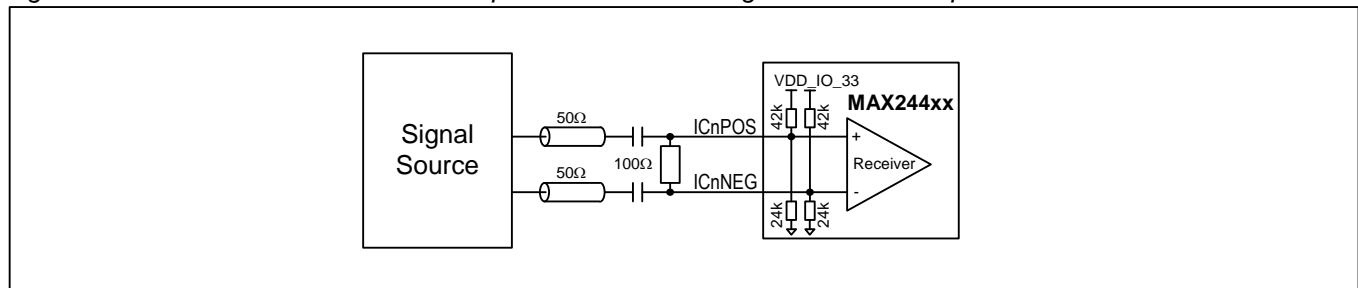 VDD_IO_33
MAX244xx
42k
42k
50Ω
ICnPOS
Signal
Source
100Ω
+
Receiver
50Ω
ICnNEG
-
24k
24k